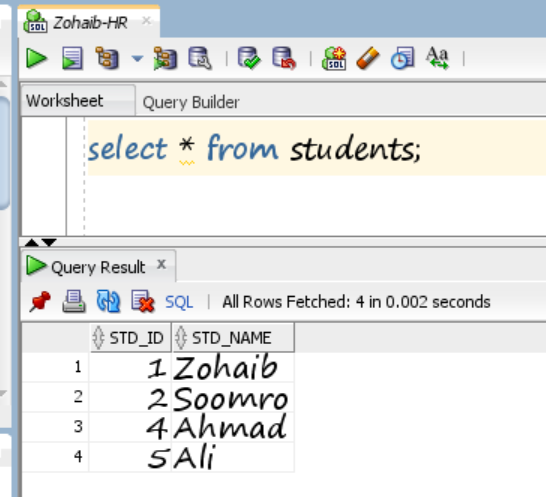 Zohaib-HR
Worksheet Query Builder
select * from students;
Query Result
SQL | All Rows Fetched: 4 in 0.002 seconds
STD_ID STD_NAME
1 1 Zohaib
2 2 Soomro
3 4 Ahmad
4 5 Ali